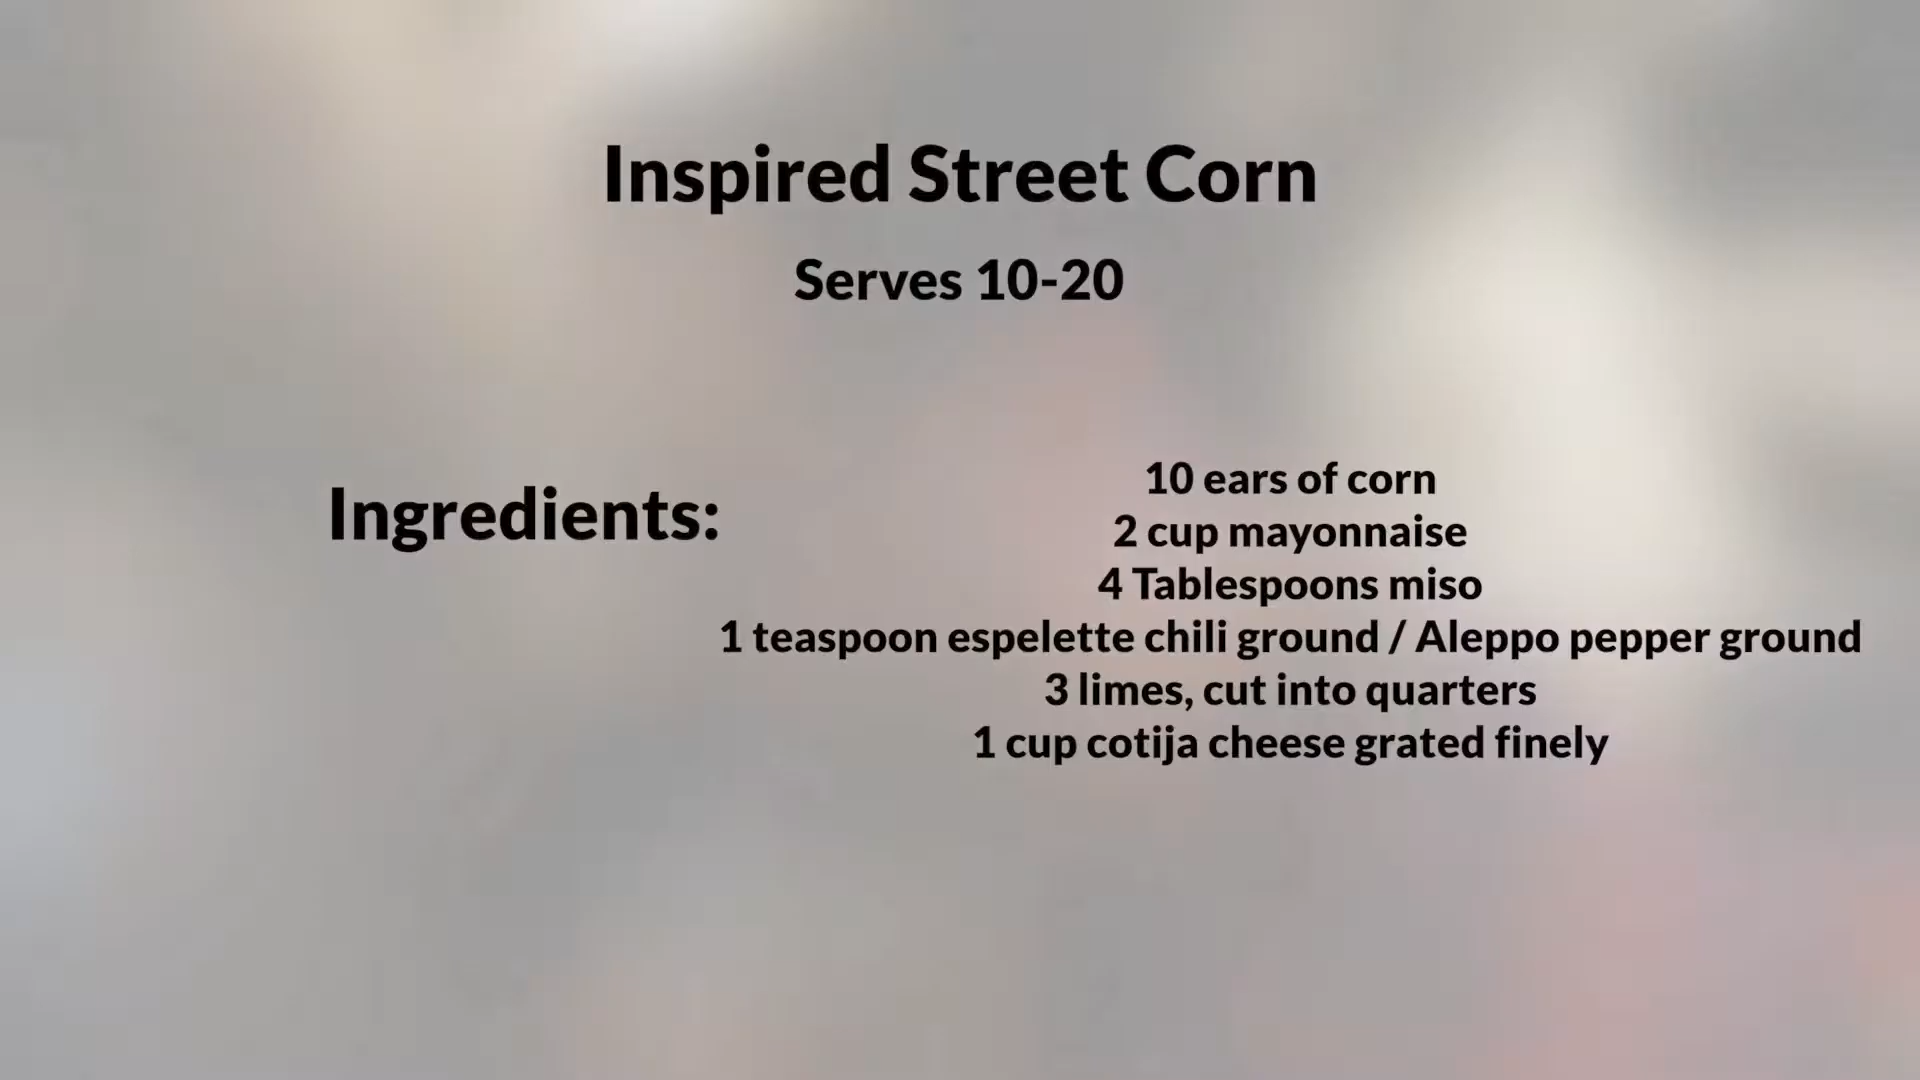 Inspired Street Corn
Serves 10-20
Ingredients:
10 ears of corn
2 cup mayonnaise
4 Tablespoons miso
1 teaspoon espelette chili ground / Aleppo pepper ground
3 limes, cut into quarters
1 cup cotija cheese grated finely